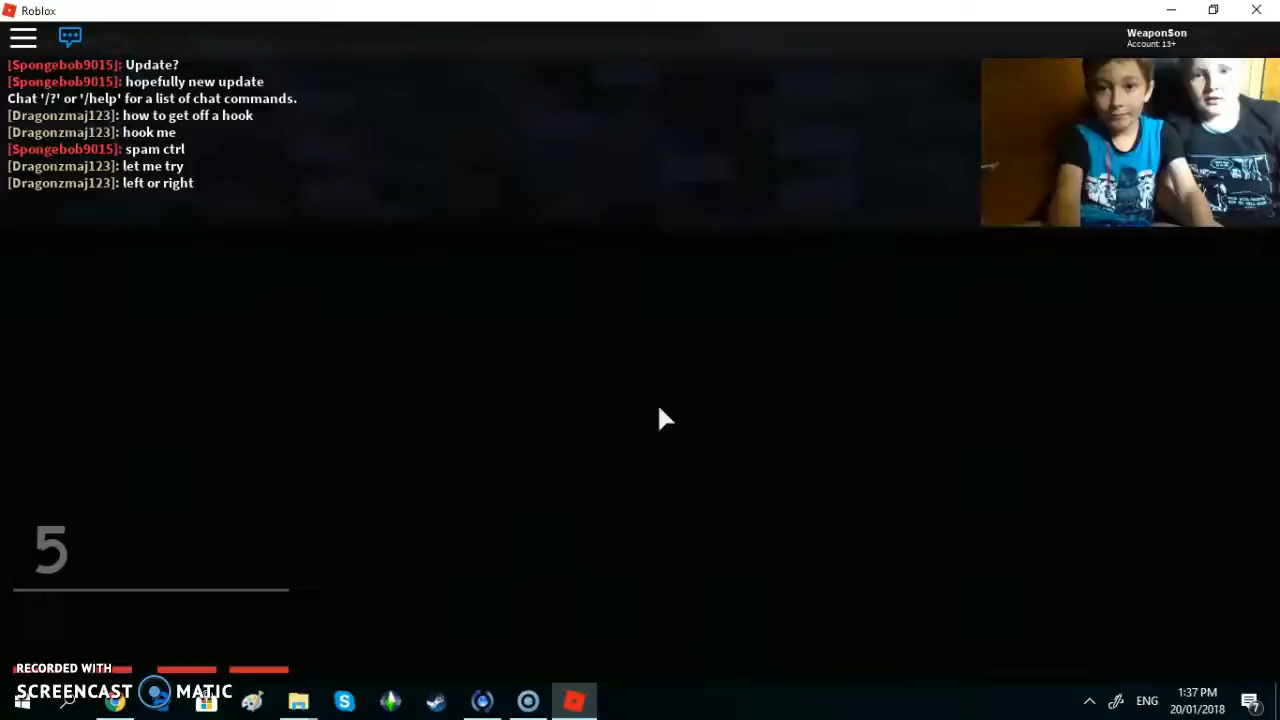 Roblox
WeaponSon
Account: 13+
[Spongebob9015]: Update?
[Spongebob9015]: hopefully new update
Chat '/?' or '/help' for a list of chat commands.
[Dragonzmaj123]: how to get off a hook
[Dragonzmaj123]: hook me
[Spongebob9015]: spam ctrl
[Dragonzmaj123]: let me try
[Dragonzmaj123]: left or right
5
RECORDED WITH
SCREENCAST MATIC
ENG
1:37 PM
20/01/2018
7